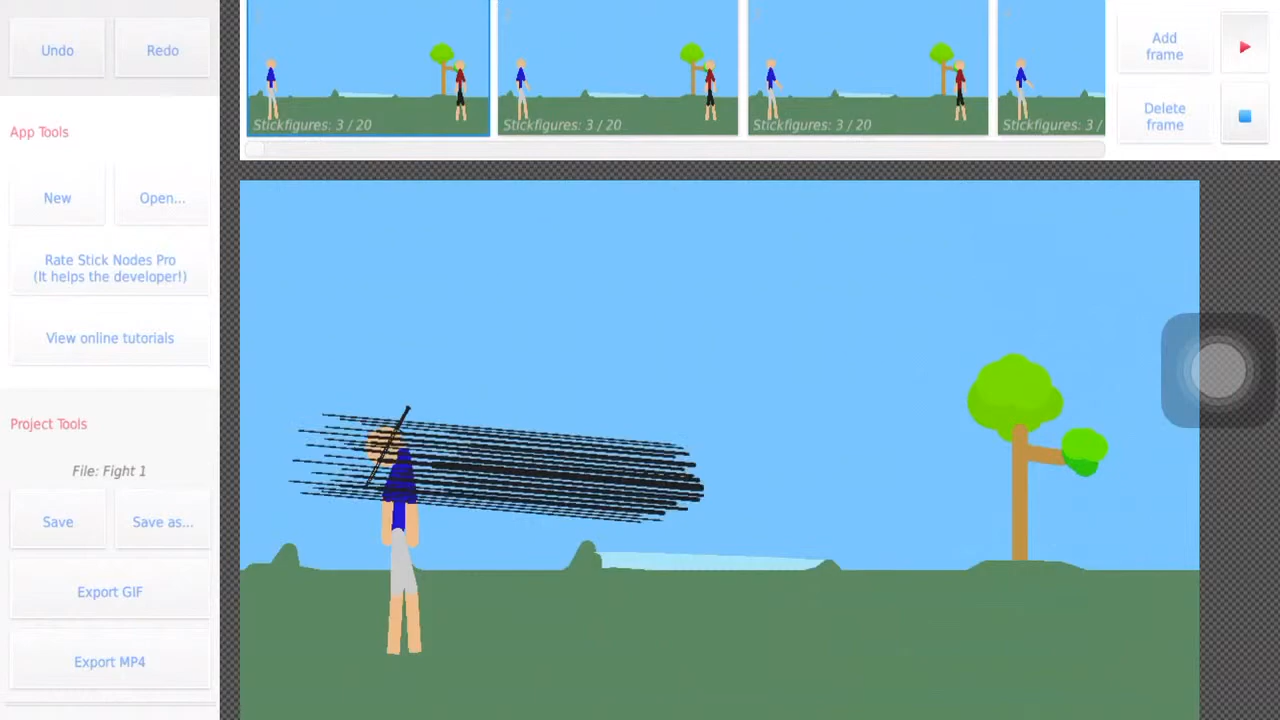 Undo
Redo
App Tools
New
Open...
Rate Stick Nodes Pro
(It helps the developer!)
View online tutorials
Project Tools
File: Fight 1
Save
Save as...
Export GIF
Export MP4
Stickfigures: 3 / 20
Stickfigures: 3 / 20
Stickfigures: 3 / 20
Stickfigures: 3 /
Add
frame
Delete
frame